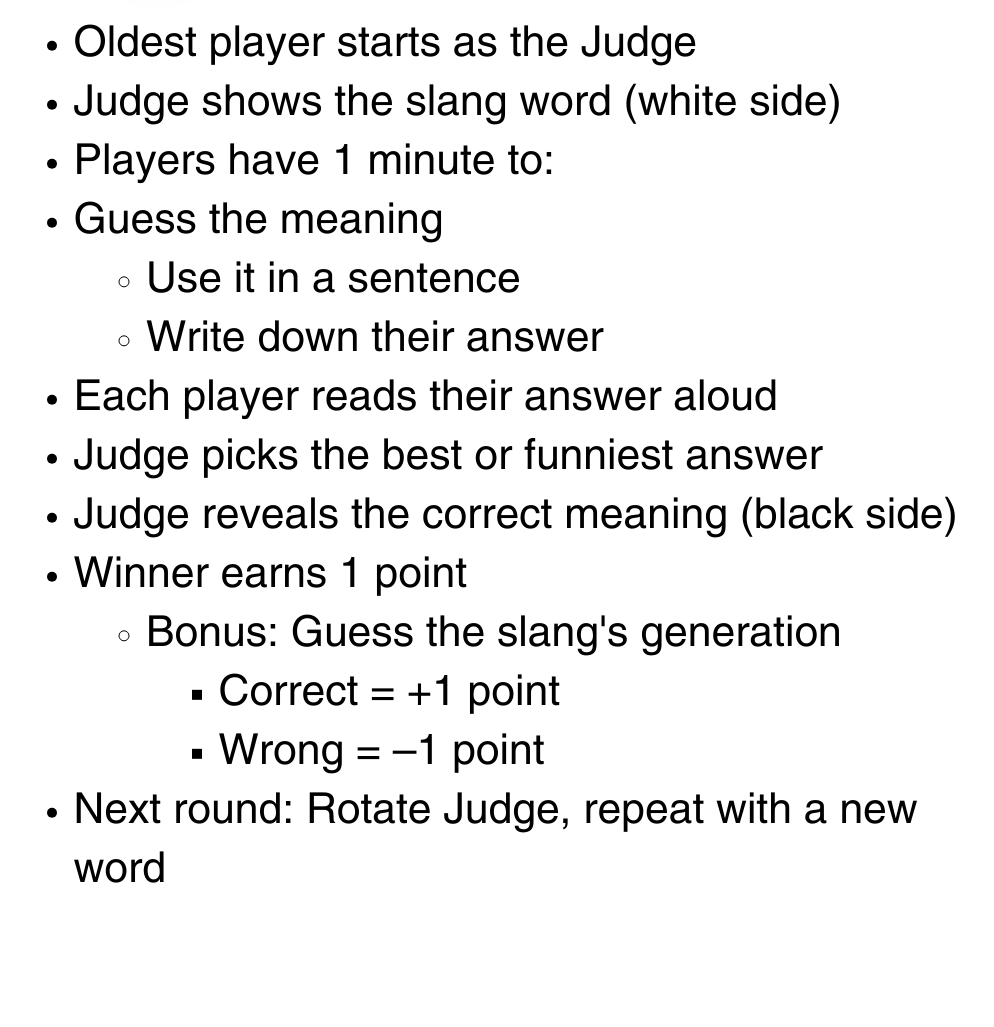 • Oldest player starts as the Judge
• Judge shows the slang word (white side)
• Players have 1 minute to:
• Guess the meaning
◦ Use it in a sentence
◦ Write down their answer
• Each player reads their answer aloud
• Judge picks the best or funniest answer
• Judge reveals the correct meaning (black side)
• Winner earns 1 point
◦ Bonus: Guess the slang's generation
▪ Correct = +1 point
▪ Wrong = –1 point
• Next round: Rotate Judge, repeat with a new
word